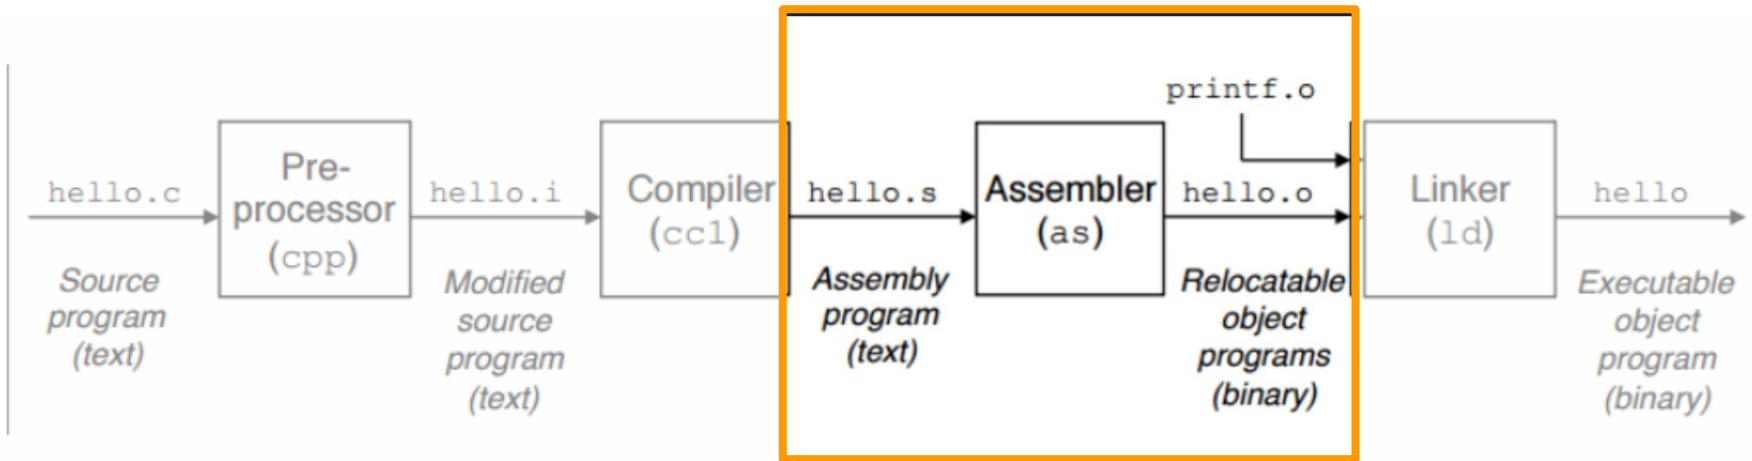 printf.o
hello.c
Pre-
processor
(cpp)
hello.i
Compiler
(cc1)
hello.s
Assembler
(as)
hello.o
Linker
(ld)
hello
Source
program
(text)
Modified
source
program
(text)
Assembly
program
(text)
Relocatable
object
programs
(binary)
Executable
object
program
(binary)